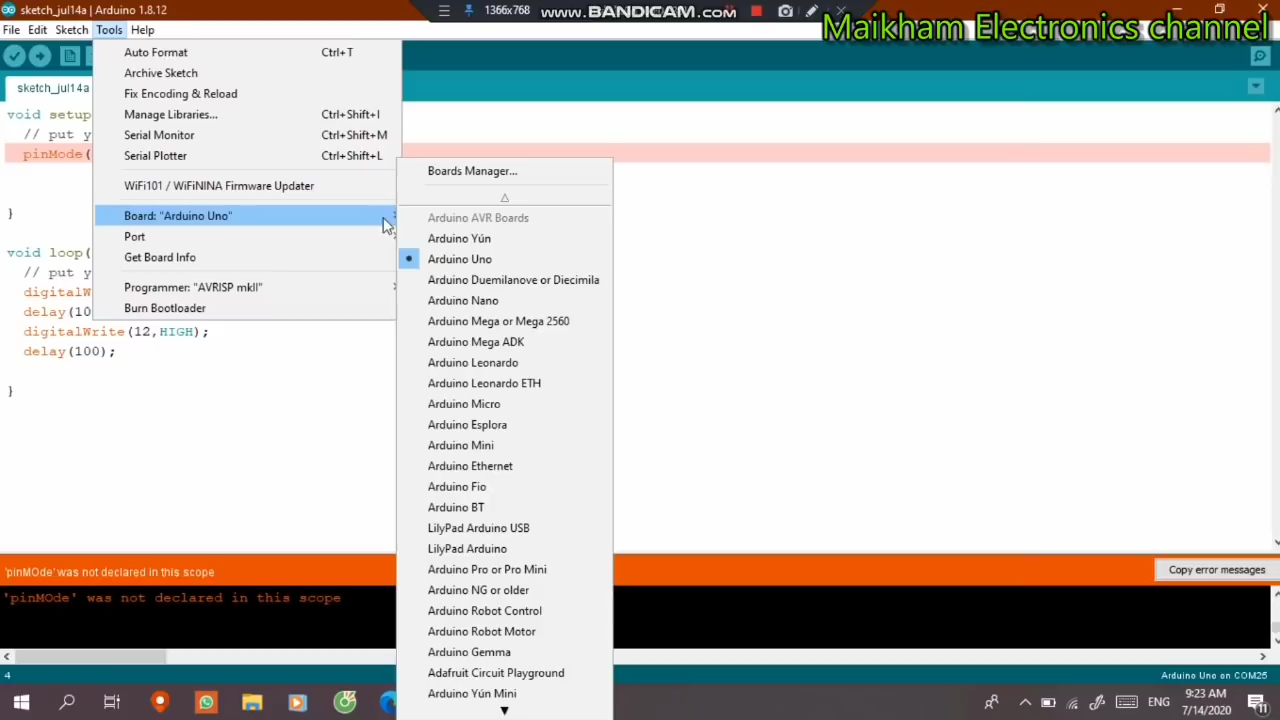 sketch_jul14a | Arduino 1.8.12
1366x768
www.BANDICAM.com
Maikham Electronics channel
File Edit Sketch Tools Help
sketch_jul14a
Auto Format Ctrl+T
Archive Sketch
Fix Encoding & Reload
Manage Libraries... Ctrl+Shift+I
Serial Monitor Ctrl+Shift+M
Serial Plotter Ctrl+Shift+L
WiFi101 / WiFiNINA Firmware Updater
Board: "Arduino Uno"
Port
Get Board Info
Programmer: "AVRISP mkII"
Burn Bootloader
Boards Manager...
Arduino AVR Boards
Arduino Yún
Arduino Uno
Arduino Duemilanove or Diecimila
Arduino Nano
Arduino Mega or Mega 2560
Arduino Mega ADK
Arduino Leonardo
Arduino Leonardo ETH
Arduino Micro
Arduino Esplora
Arduino Mini
Arduino Ethernet
Arduino Fio
Arduino BT
LilyPad Arduino USB
LilyPad Arduino
Arduino Pro or Pro Mini
Arduino NG or older
Arduino Robot Control
Arduino Robot Motor
Arduino Gemma
Adafruit Circuit Playground
Arduino Yún Mini
void setup
// put y
pinMode(
}
void loop(
// put y
digitalW
delay(10
digitalWrite(12,HIGH);
delay(100);
}
'pinMOde' was not declared in this scope
Copy error messages
'pinMOde' was not declared in this scope
4
Arduino Uno on COM25
ENG
9:23 AM
7/14/2020
11